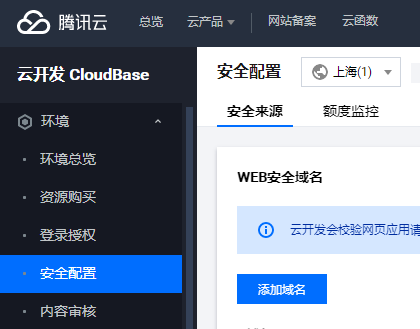 腾讯云 总览 云产品 网站备案 云函数
云开发 CloudBase
安全配置 上海(1)
环境
安全来源 额度监控
环境总览
资源购买
登录授权
安全配置
内容审核
WEB安全域名
云开发会校验网页应用请
添加域名